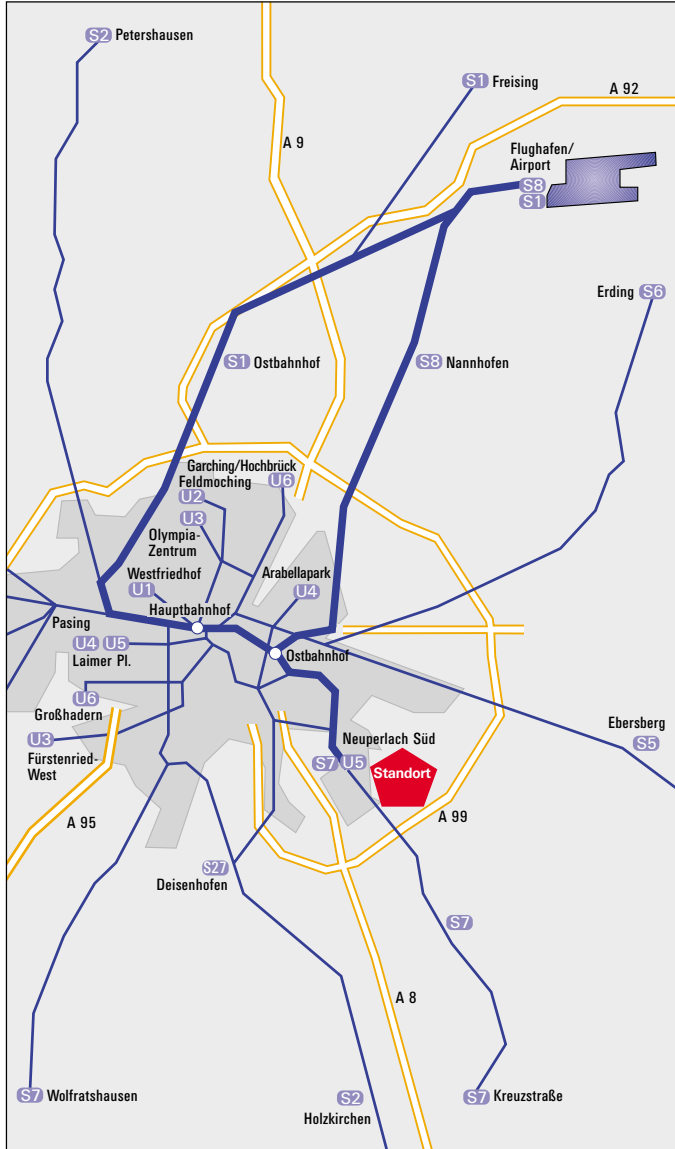 S2 Petershausen
S1 Freising
A 92
A 9
Flughafen/
Airport
S8
S1
Erding S6
S1 Ostbahnhof
S8 Nannhofen
Garching/Hochbrück
U6
Feldmoching
U2
U3
Olympia-
Zentrum
Westfriedhof
U1
Arabellapark
U4
Hauptbahnhof
Pasing
U4 U5
Laimer Pl.
Ostbahnhof
U6
Großhadern
U3
Fürstenried-
West
Neuperlach Süd
S7 U5
Standort
Ebersberg
S5
A 95
A 99
S27
Deisenhofen
S7
A 8
S7 Wolfratshausen
S2
Holzkirchen
S7 Kreuzstraße